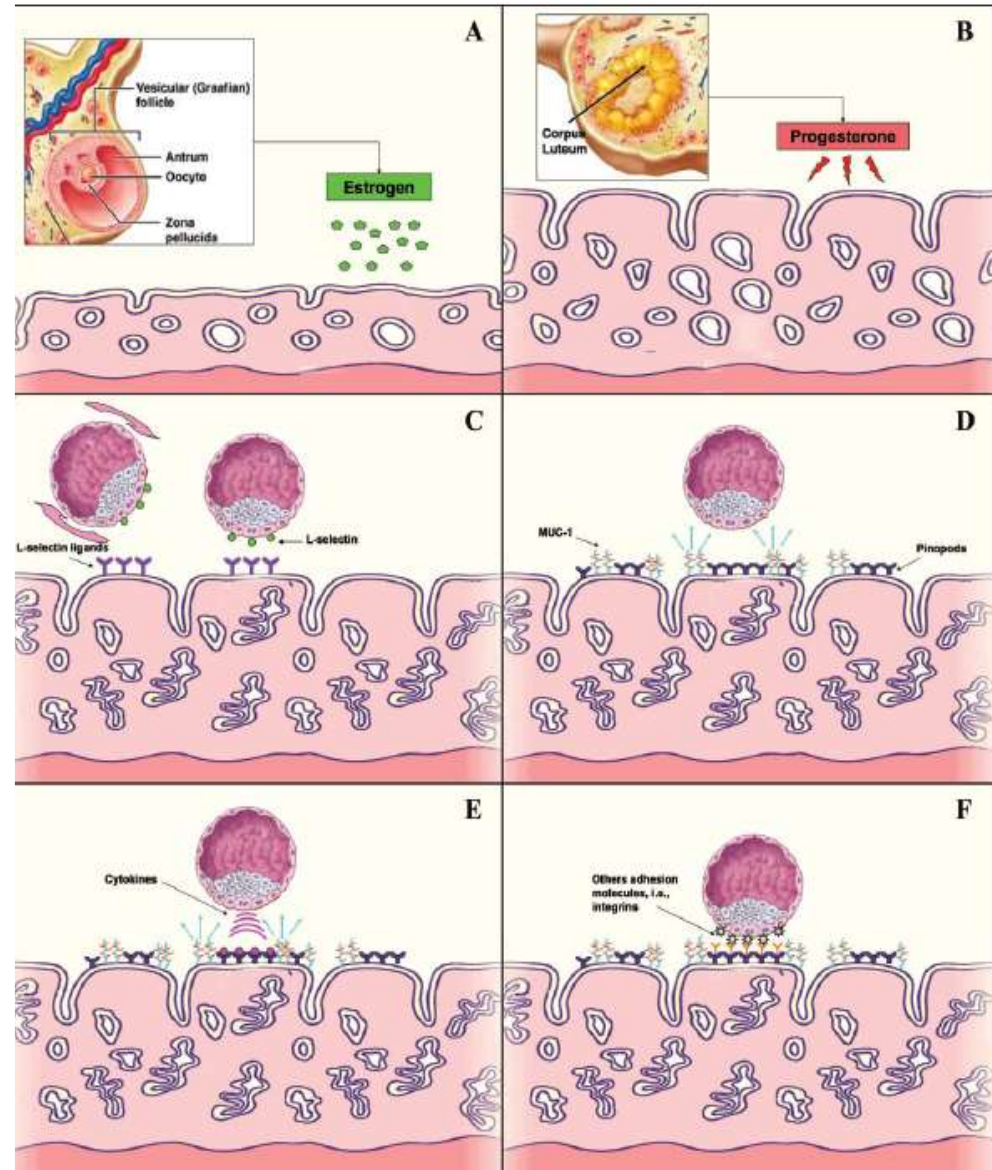 A
Vesicular (Graafian)
follicle
Antrum
Oocyte
Zona
pellucids
Estrogen
B
Corpus
Luteum
Progesterone
C
L-selectin ligands
L-selectin
D
MUC-1
Pinopods
E
Cytokines
F
Others adhesion
molecules, i.e.,
integrins